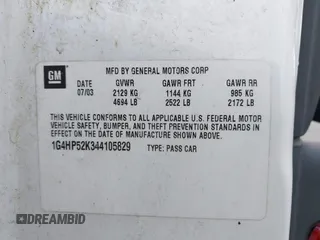 GM
MFD BY GENERAL MOTORS CORP
DATE GVWR GAWR FRT GAWR RR
07/03 2129 KG 1144 KG 985 KG
4694 LB 2522 LB 2172 LB
THIS VEHICLE CONFORMS TO ALL APPLICABLE U.S. FEDERAL MOTOR
VEHICLE SAFETY, BUMPER, AND THEFT PREVENTION STANDARDS
IN EFFECT ON THE DATE OF MANUFACTURE SHOWN ABOVE.
1G4HP52K344105829 TYPE: PASS CAR
DREAMBID